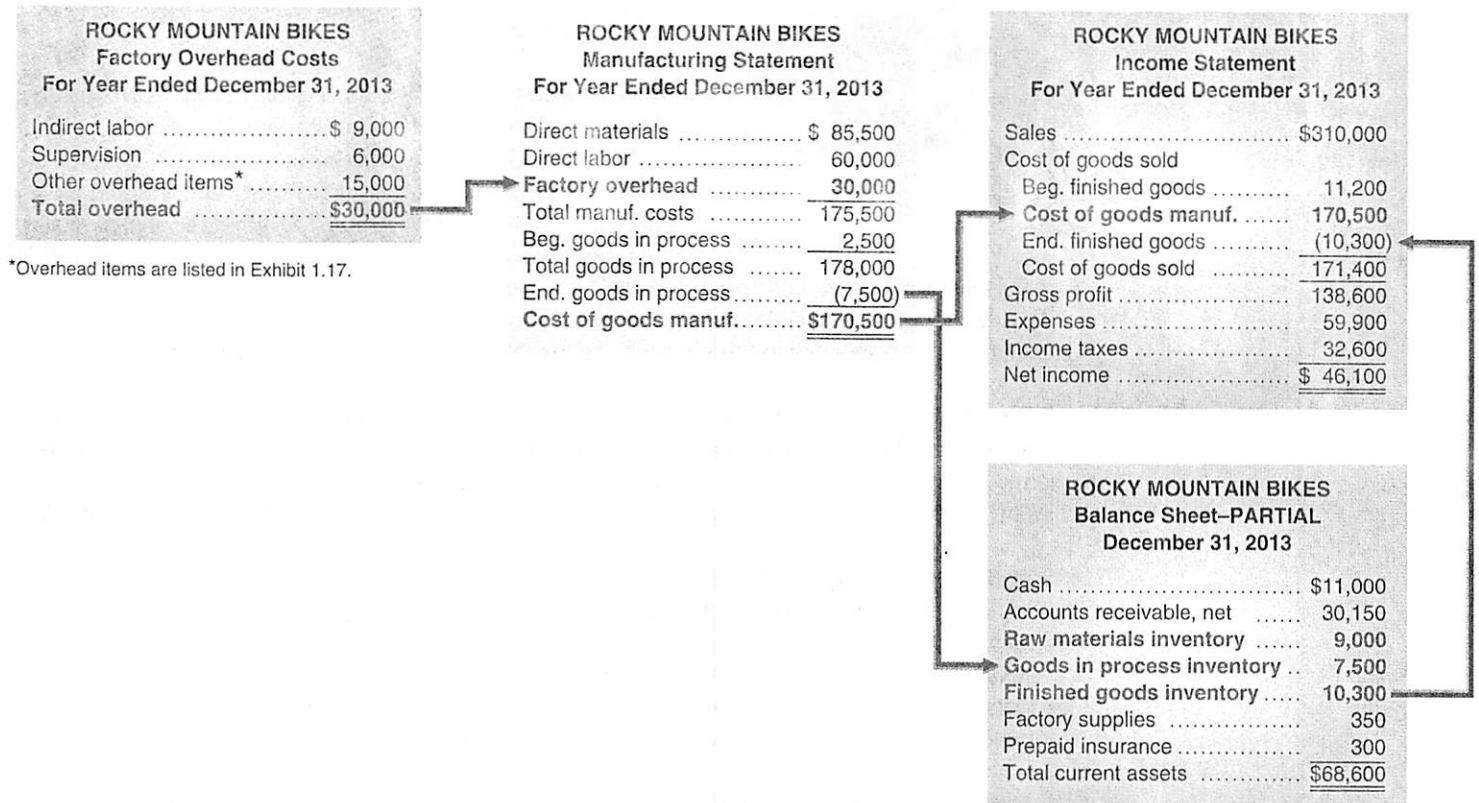 ROCKY MOUNTAIN BIKES
Factory Overhead Costs
For Year Ended December 31, 2013
Indirect labor ...................... $ 9,000
Supervision ..................... 6,000
Other overhead items* .......... 15,000
Total overhead ................. $30,000
*Overhead items are listed in Exhibit 1.17.
ROCKY MOUNTAIN BIKES
Manufacturing Statement
For Year Ended December 31, 2013
Direct materials ............... $ 85,500
Direct labor .................... 60,000
Factory overhead ............. 30,000
Total manuf. costs ........... 175,500
Beg. goods in process ........ 2,500
Total goods in process ....... 178,000
End. goods in process ......... (7,500)
Cost of goods manuf. ........ $170,500
ROCKY MOUNTAIN BIKES
Income Statement
For Year Ended December 31, 2013
Sales ............................ $310,000
Cost of goods sold
Beg. finished goods .......... 11,200
Cost of goods manuf. ...... 170,500
End. finished goods .......... (10,300)
Cost of goods sold .......... 171,400
Gross profit ...................... 138,600
Expenses ........................ 59,900
Income taxes .................... 32,600
Net income ...................... $ 46,100
ROCKY MOUNTAIN BIKES
Balance Sheet–PARTIAL
December 31, 2013
Cash .............................. $11,000
Accounts receivable, net ...... 30,150
Raw materials inventory ...... 9,000
Goods in process inventory .. 7,500
Finished goods inventory ..... 10,300
Factory supplies ................ 350
Prepaid insurance ............... 300
Total current assets ............ $68,600